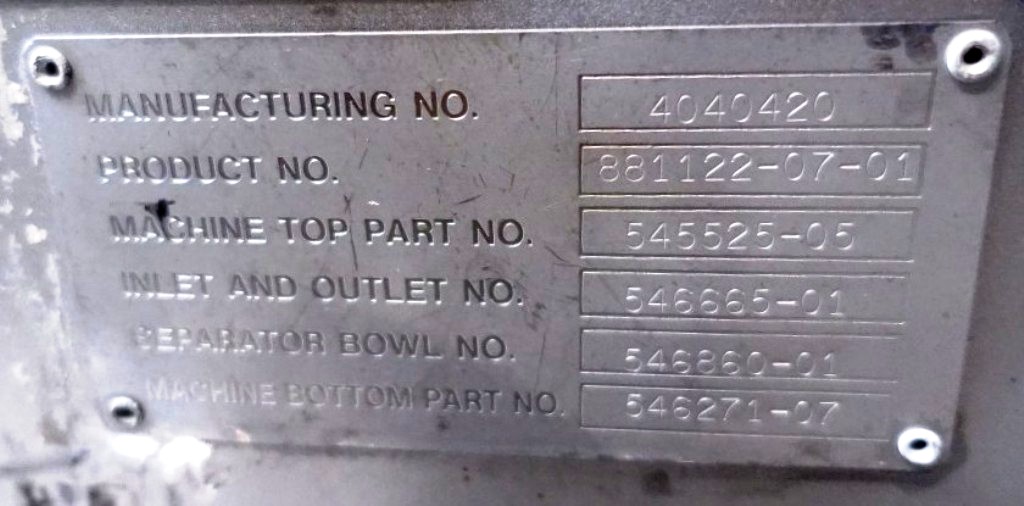 MANUFACTURING NO. 4040420
PRODUCT NO. 881122-07-01
MACHINE TOP PART NO. 545525-05
INLET AND OUTLET NO. 546665-01
SEPARATOR BOWL NO. 546860-01
MACHINE BOTTOM PART NO. 546271-07